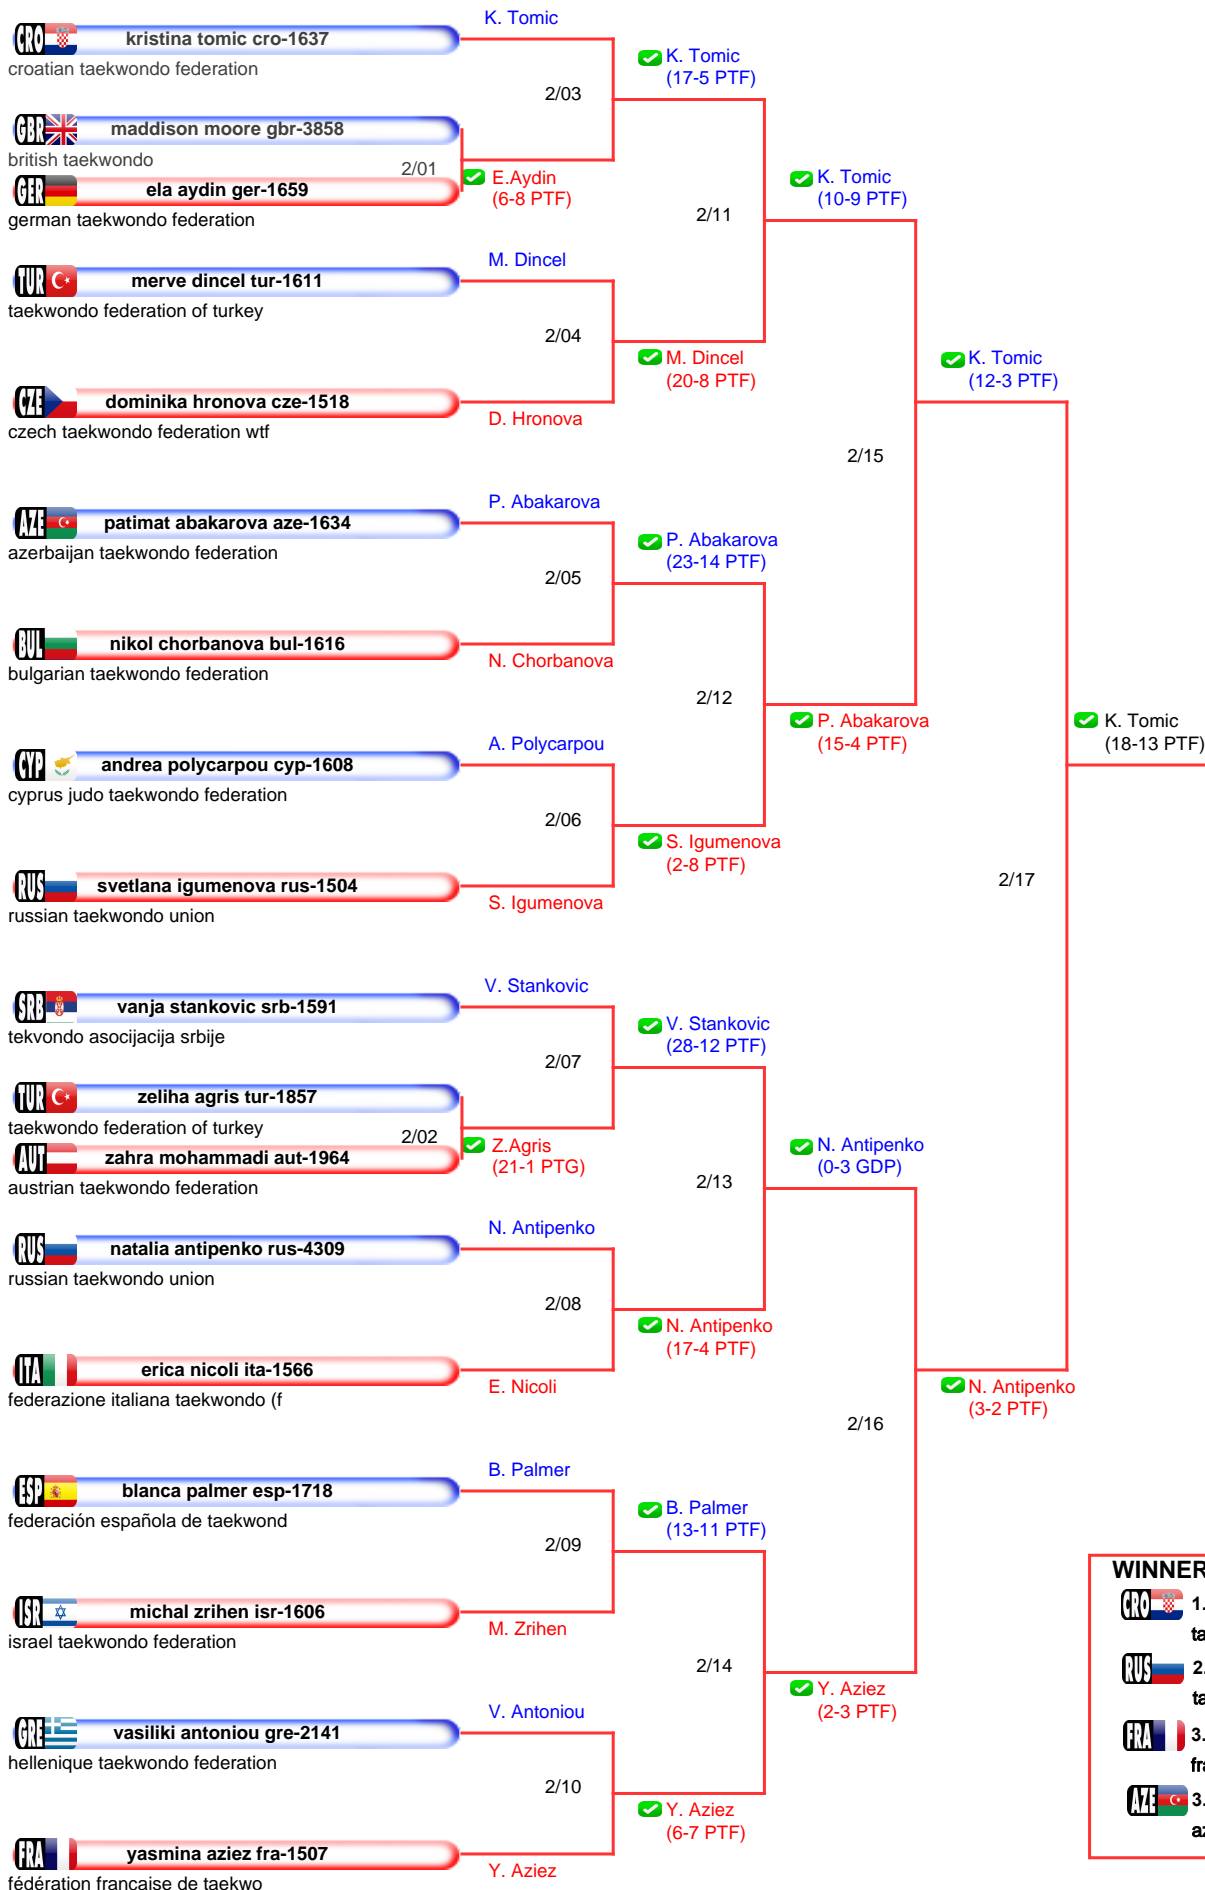 K. Tomic
CRO kristina tomic cro-1637
croatian taekwondo federation
K. Tomic
(17-5 PTF)
2/03
GBR maddison moore gbr-3858
british taekwondo
2/01
E.Aydin
(6-8 PTF)
GER ela aydin ger-1659
german taekwondo federation
K. Tomic
(10-9 PTF)
2/11
M. Dincel
TUR merve dincel tur-1611
taekwondo federation of turkey
2/04
M. Dincel
(20-8 PTF)
CZE dominika hronova cze-1518
czech taekwondo federation wtf
D. Hronova
K. Tomic
(12-3 PTF)
2/15
P. Abakarova
AZE patimat abakarova aze-1634
azerbaijan taekwondo federation
P. Abakarova
(23-14 PTF)
2/05
BUL nikol chorbanova bul-1616
bulgarian taekwondo federation
N. Chorbanova
2/12
P. Abakarova
(15-4 PTF)
K. Tomic
(18-13 PTF)
A. Polycarpou
CYP andrea polycarpou cyp-1608
cyprus judo taekwondo federation
2/06
S. Igumenova
(2-8 PTF)
RUS svetlana igumenova rus-1504
russian taekwondo union
S. Igumenova
2/17
V. Stankovic
SRB vanja stankovic srb-1591
tekvondo asocijacija srbije
V. Stankovic
(28-12 PTF)
2/07
TUR zeliha agris tur-1857
taekwondo federation of turkey
2/02
Z.Agris
(21-1 PTG)
AUT zahra mohammadi aut-1964
austrian taekwondo federation
N. Antipenko
(0-3 GDP)
2/13
N. Antipenko
RUS natalia antipenko rus-4309
russian taekwondo union
2/08
N. Antipenko
(17-4 PTF)
ITA erica nicoli ita-1566
federazione italiana taekwondo (f
E. Nicoli
N. Antipenko
(3-2 PTF)
2/16
B. Palmer
ESP blanca palmer esp-1718
federación española de taekwond
B. Palmer
(13-11 PTF)
2/09
ISR michal zrihen isr-1606
israel taekwondo federation
M. Zrihen
2/14
Y. Aziez
(2-3 PTF)
V. Antoniou
GRE vasiliki antoniou gre-2141
hellenique taekwondo federation
2/10
Y. Aziez
(6-7 PTF)
FRA yasmina aziez fra-1507
fédération française de taekwo
Y. Aziez
WINNER
CRO 1.
ta
RUS 2.
ta
FRA 3.
fra
AZE 3.
az